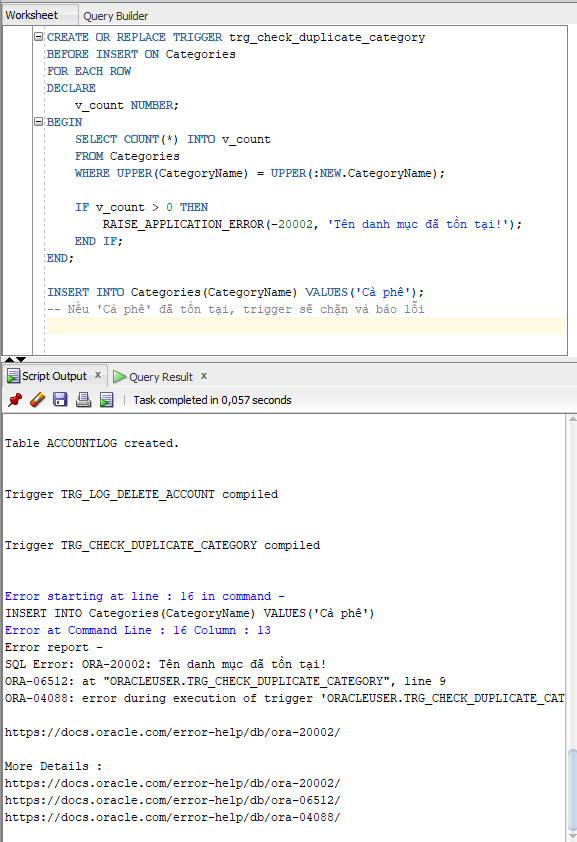 Worksheet Query Builder
CREATE OR REPLACE TRIGGER trg_check_duplicate_category
BEFORE INSERT ON Categories
FOR EACH ROW
DECLARE
    v_count NUMBER;
BEGIN
    SELECT COUNT(*) INTO v_count
    FROM Categories
    WHERE UPPER(CategoryName) = UPPER(:NEW.CategoryName);

    IF v_count > 0 THEN
        RAISE_APPLICATION_ERROR(-20002, 'Tên danh mục đã tồn tại!');
    END IF;
END;

INSERT INTO Categories(CategoryName) VALUES('Cà phê');
-- Nếu 'Cà phê' đã tồn tại, trigger sẽ chặn và báo lỗi
Script Output x Query Result x
Task completed in 0,057 seconds
Table ACCOUNTLOG created.
Trigger TRG_LOG_DELETE_ACCOUNT compiled
Trigger TRG_CHECK_DUPLICATE_CATEGORY compiled
Error starting at line : 16 in command -
INSERT INTO Categories(CategoryName) VALUES('Cà phê')
Error at Command Line : 16 Column : 13
Error report -
SQL Error: ORA-20002: Tên danh mục đã tồn tại!
ORA-06512: at "ORACLEUSER.TRG_CHECK_DUPLICATE_CATEGORY", line 9
ORA-04088: error during execution of trigger 'ORACLEUSER.TRG_CHECK_DUPLICATE_CAT
https://docs.oracle.com/error-help/db/ora-20002/
More Details :
https://docs.oracle.com/error-help/db/ora-20002/
https://docs.oracle.com/error-help/db/ora-06512/
https://docs.oracle.com/error-help/db/ora-04088/